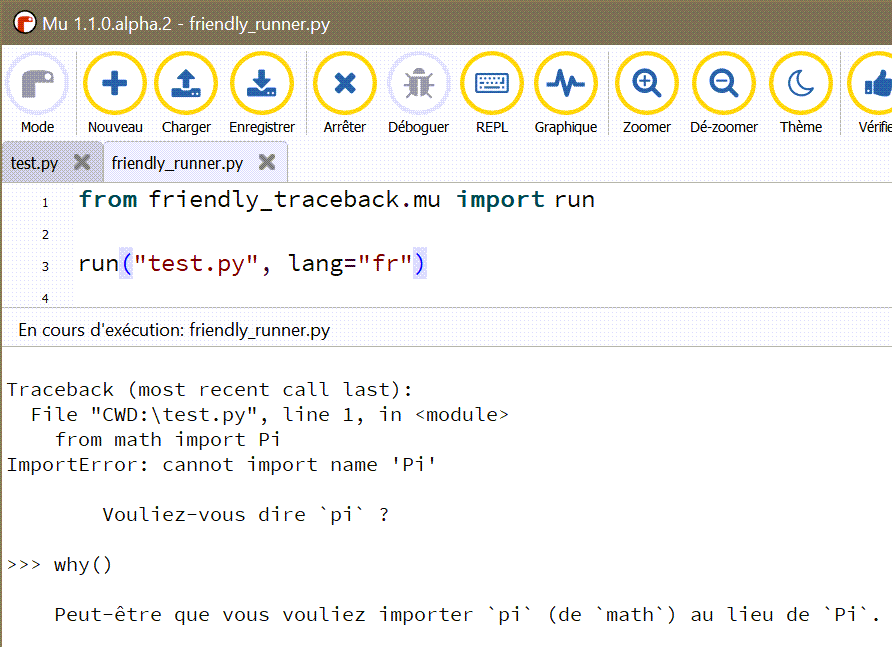 Mu 1.1.0.alpha.2 - friendly_runner.py
Mode Nouveau Charger Enregistrer Arrêter Déboguer REPL Graphique Zoomer Dé-zoomer Thème Vérifie
test.py friendly_runner.py
1 from friendly_traceback.mu import run
2
3 run("test.py", lang="fr")
4
En cours d'exécution: friendly_runner.py
Traceback (most recent call last):
  File "CWD:\test.py", line 1, in <module>
    from math import Pi
ImportError: cannot import name 'Pi'
        Vouliez-vous dire `pi` ?
>>> why()
    Peut-être que vous vouliez importer `pi` (de `math`) au lieu de `Pi`.